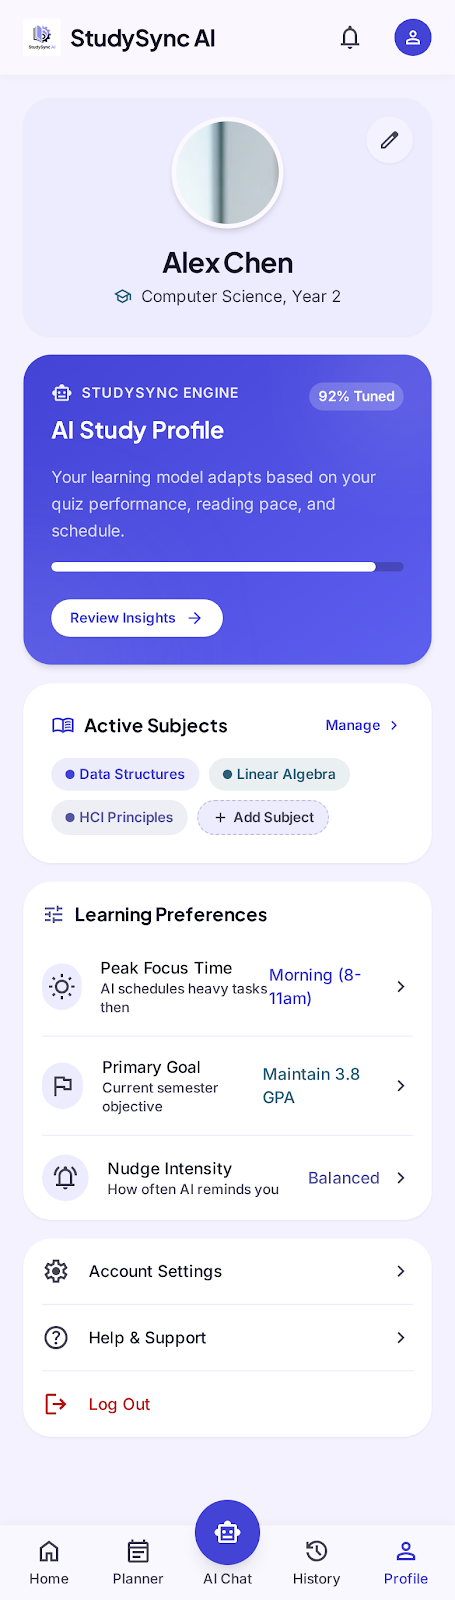 StudySync AI
StudySync AI
Alex Chen
Computer Science, Year 2
STUDYSYNC ENGINE
92% Tuned
AI Study Profile
Your learning model adapts based on your
quiz performance, reading pace, and
schedule.
Review Insights
Active Subjects
Manage
Data Structures
Linear Algebra
HCI Principles
+ Add Subject
Learning Preferences
Peak Focus Time
AI schedules heavy tasks
then
Morning (8-
11am)
Primary Goal
Current semester
objective
Maintain 3.8
GPA
Nudge Intensity
How often AI reminds you
Balanced
Account Settings
Help & Support
Log Out
Home
Planner
AI Chat
History
Profile